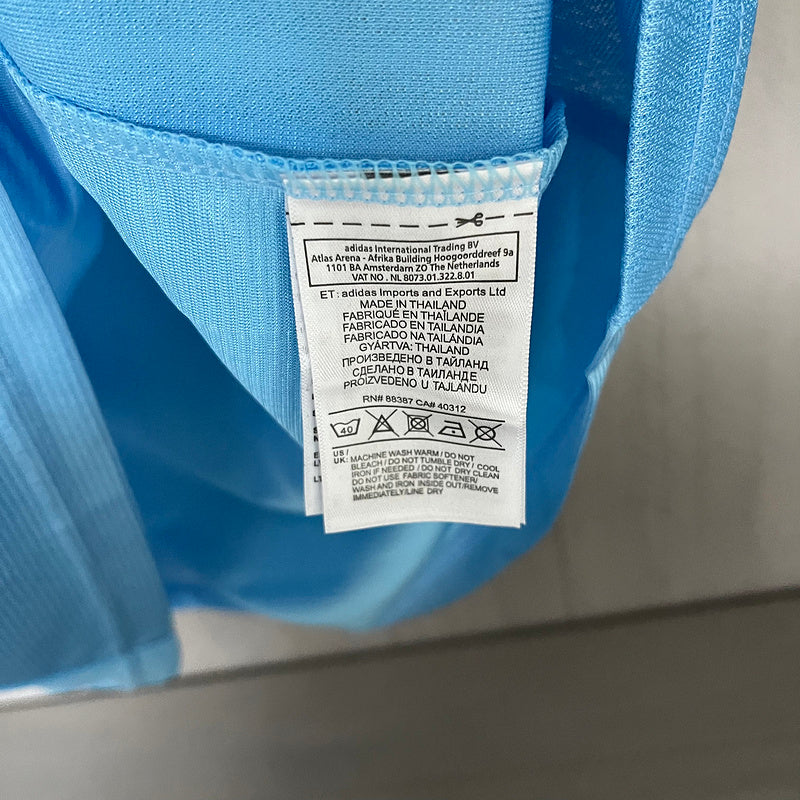 adidas International Trading BV
Atlas Arena - Afrika Building Hoogoorddreef 9a
1101 BA Amsterdam ZO The Netherlands
VAT NO . NL 8073.01.322.8.01
ET: adidas Imports and Exports Ltd
MADE IN THAILAND
FABRIQUÉ EN THAÏLANDE
FABRICADO EN TAILANDIA
FABRICADO NA TAILÁNDIA
GYÁRTVA: THAILAND
ПРОИЗВЕДЕНО В ТАЙЛАНД
СДЕЛАНО В ТАИЛАНДЕ
PROIZVEDENO U TAJLANDU
RN# 88387 CA# 40312
40
US /
UK: MACHINE WASH WARM / DO NOT
BLEACH / DO NOT TUMBLE DRY / COOL
IRON IF NEEDED / DO NOT DRY CLEAN
DO NOT USE FABRIC SOFTENER/
WASH AND IRON INSIDE OUT/REMOVE
IMMEDIATELY/LINE DRY